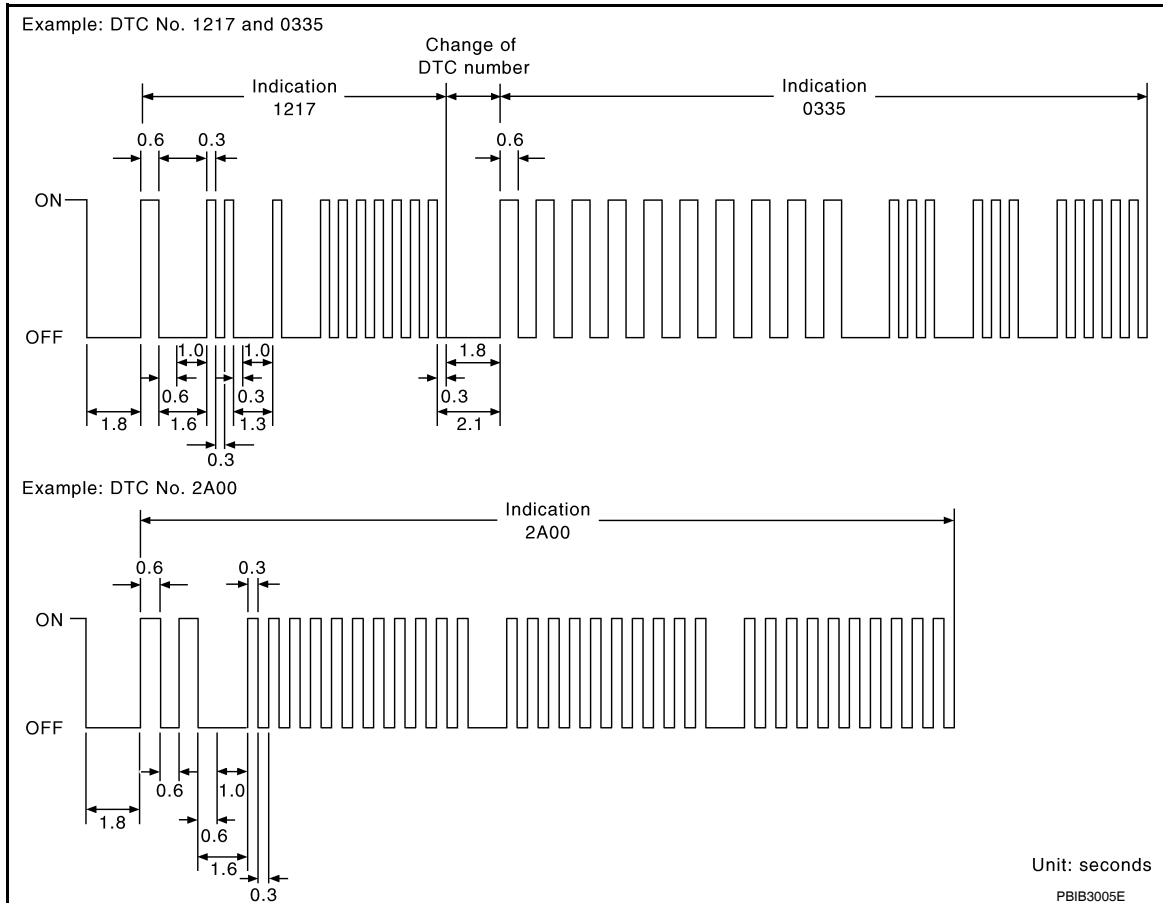 Example: DTC No. 1217 and 0335
Change of
DTC number
Indication
1217
Indication
0335
0.6
0.3
0.6
ON
OFF
1.0
1.0
1.8
0.6
0.3
0.3
1.8
1.6
1.3
2.1
0.3
Example: DTC No. 2A00
Indication
2A00
0.6
0.3
ON
OFF
0.6
1.0
1.8
0.6
1.6
0.3
Unit: seconds
PBIB3005E